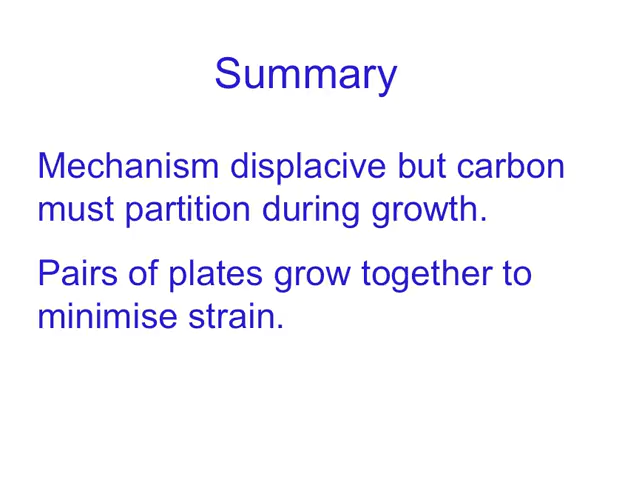 Summary
Mechanism displacive but carbon
must partition during growth.
Pairs of plates grow together to
minimise strain.